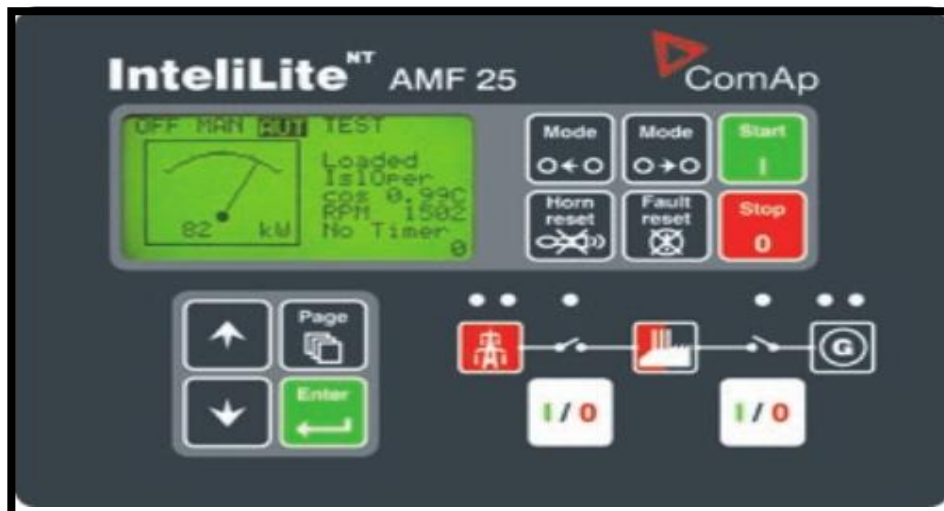 InteliLite NT AMF 25
ComAp
OFF MAN AUT TEST
Loaded
IslOper
cos 0.99C
RPM 1502
No Timer
0
82 kW
Mode
Mode
Start
I
Horn
reset
Fault
reset
Stop
0
Page
Enter
G
I/0
I/0